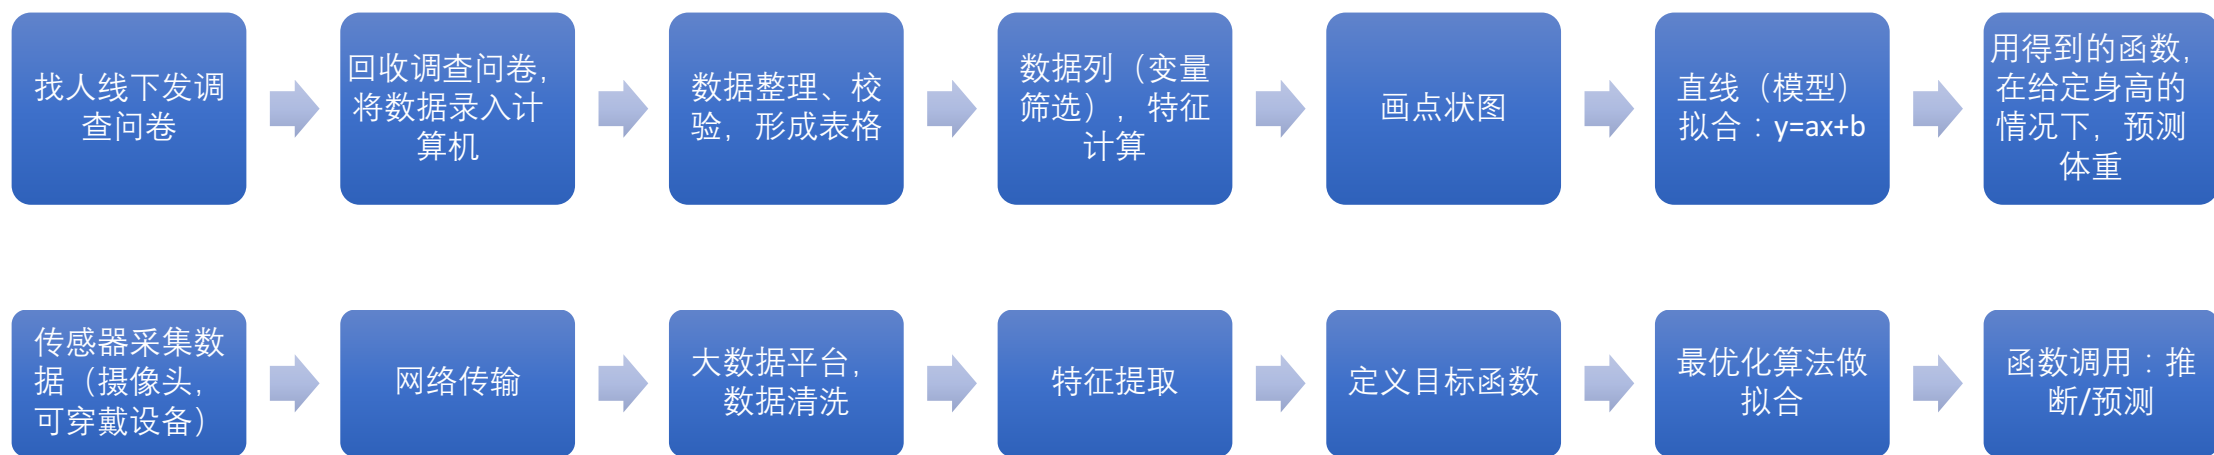 找人线下发调
查问卷
回收调查问卷，
将数据录入计
算机
数据整理、校
验，形成表格
数据列（变量
筛选），特征
计算
画点状图
直线（模型）
拟合：y=ax+b
用得到的函数，
在给定身高的
情况下，预测
体重
传感器采集数
据（摄像头，
可穿戴设备）
网络传输
大数据平台，
数据清洗
特征提取
定义目标函数
最优化算法做
拟合
函数调用：推
断/预测